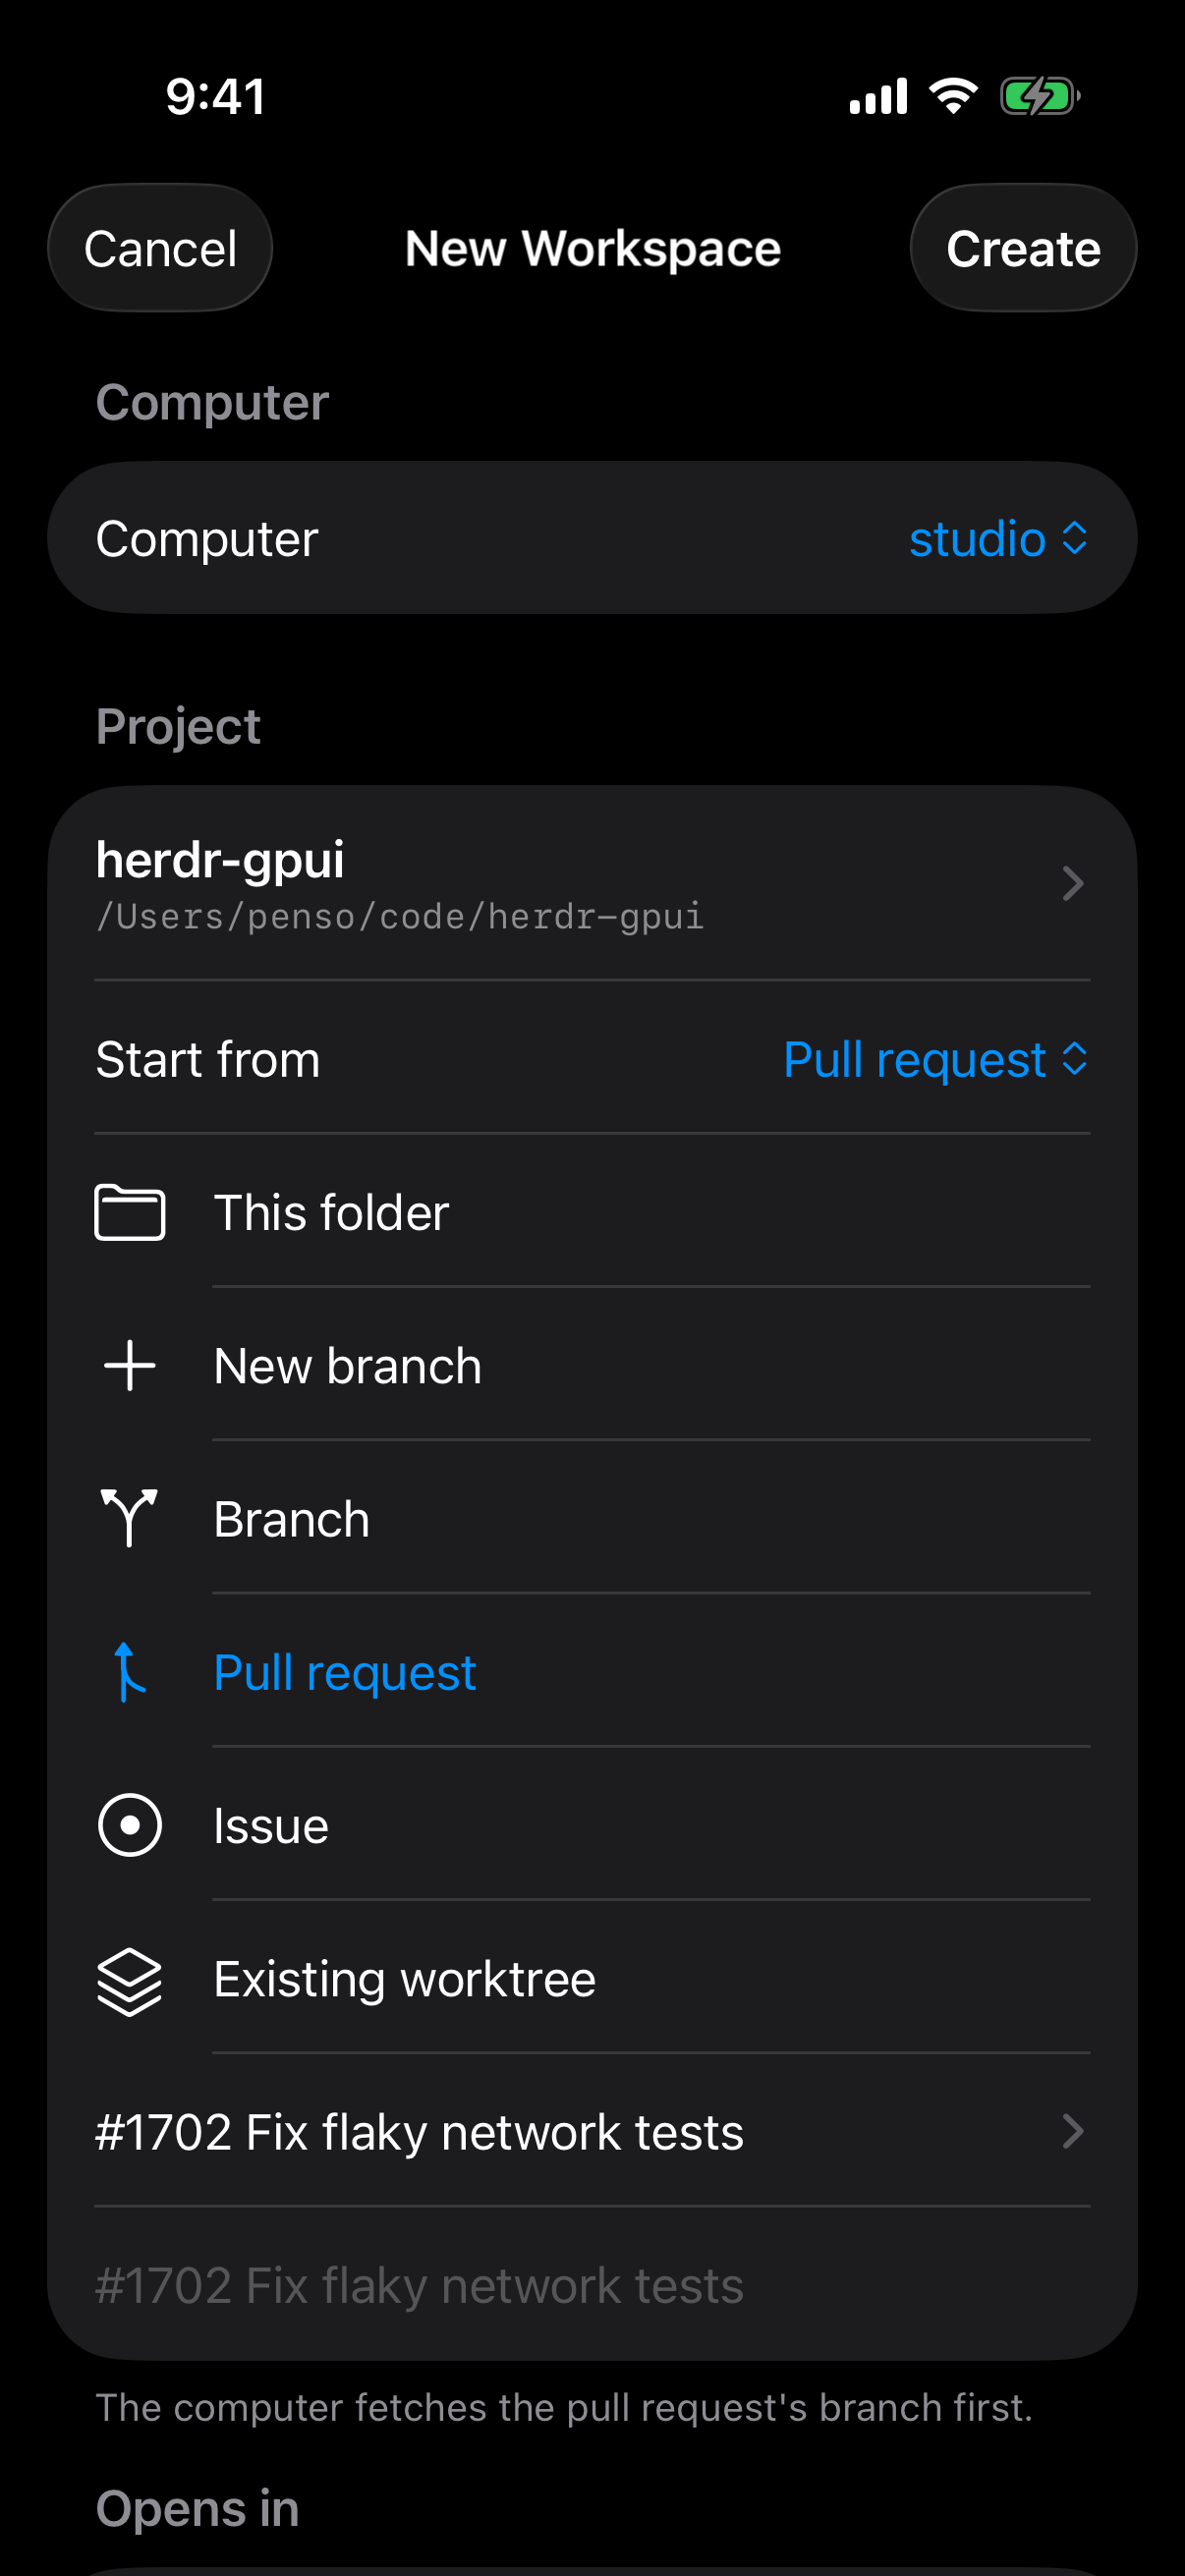 9:41
Cancel
New Workspace
Create
Computer
Computer
studio
Project
herdr-gpui
/Users/penso/code/herdr-gpui
Start from
Pull request
This folder
New branch
Branch
Pull request
Issue
Existing worktree
#1702 Fix flaky network tests
#1702 Fix flaky network tests
The computer fetches the pull request's branch first.
Opens in